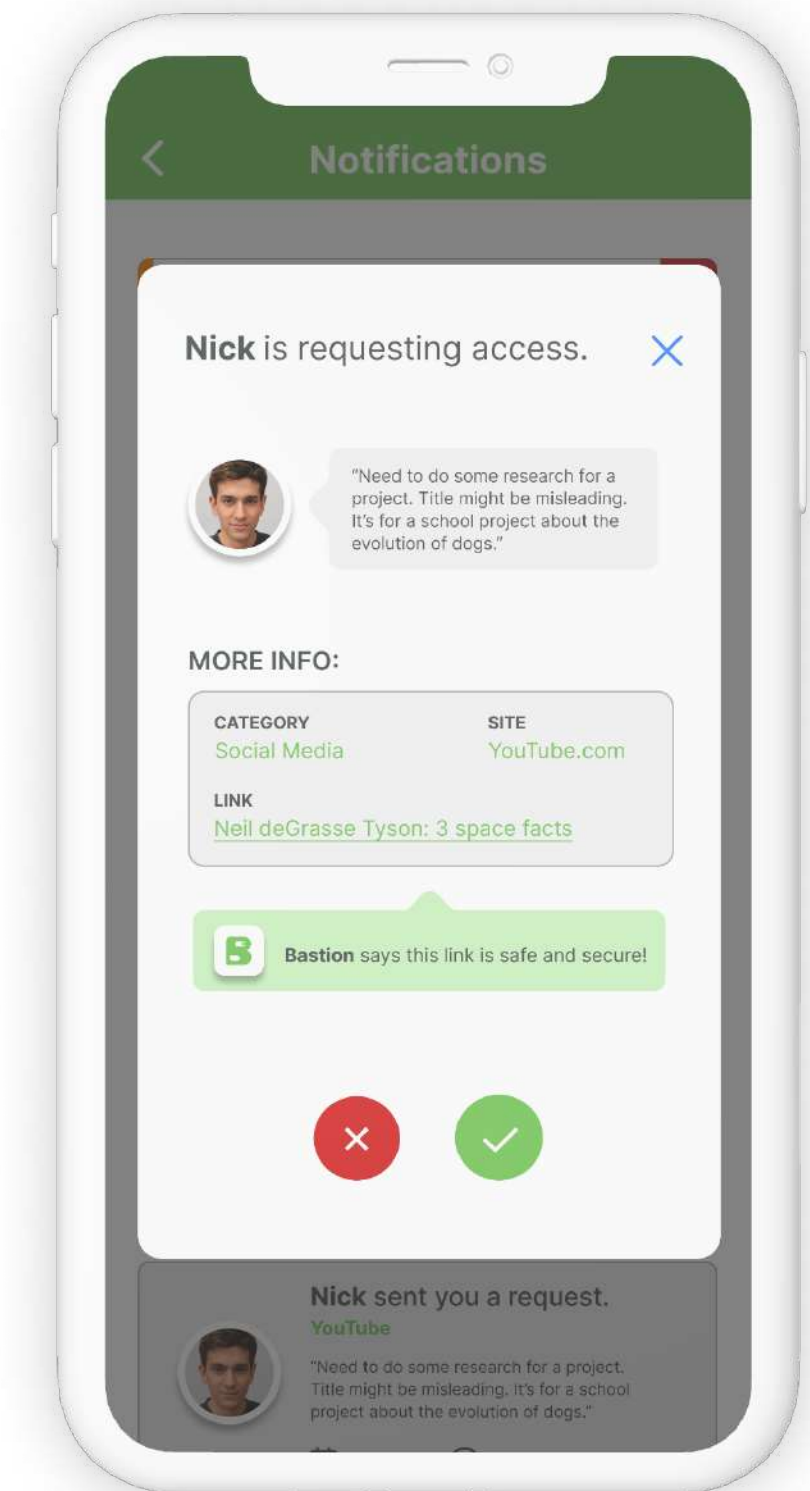 Notifications
Nick is requesting access.
“Need to do some research for a
project. Title might be misleading.
It’s for a school project about the
evolution of dogs.”
MORE INFO:
CATEGORY
Social Media
SITE
YouTube.com
LINK
Neil deGrasse Tyson: 3 space facts
B
Bastion says this link is safe and secure!
Nick sent you a request.
YouTube
“Need to do some research for a project.
Title might be misleading. It’s for a school
project about the evolution of dogs.”